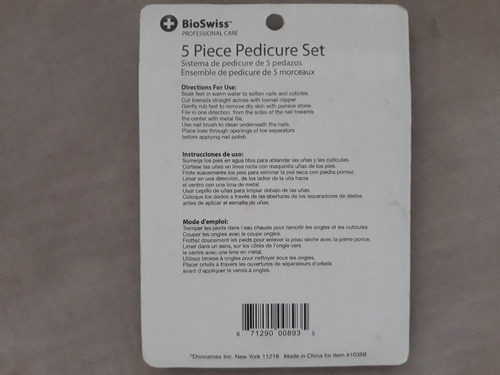 BioSwiss®
PROFESSIONAL CARE
5 Piece Pedicure Set
Sistema de pedicure de 5 pedazos
Ensemble de pedicure de 5 morceaux
Directions For Use:
Soak feet in warm water to soften nails and cuticles.
Cut toenails straight across with toenail clipper.
Gently rub feet to remove dry skin with pumice stone.
File in one direction, from the sides of the nail towards
the center with metal file.
Use nail brush to clean underneath the nails.
Place toes through openings of toe separators
before applying nail polish.
Instrucciones de uso:
Sumerja los pies en agua tibia para ablandar las uñas y las cutículas.
Córtese las uñas en línea recta con maquinilla uñas de los pies.
Frote suavemente los pies para eliminar la piel seca con piedra pómez.
Limar en una dirección, de los lados de la uña hacia
el centro con una lima de metal.
Usar cepillo de uñas para limpiar debajo de las uñas.
Coloque los dedos a través de las aberturas de los separadores de dedos
antes de aplicar el esmalte de uñas.
Mode d'emploi:
Tremper les pieds dans l'eau chaude pour ramollir les ongles et les cuticules.
Couper les ongles avec le coupe ongles.
Flottez doucement les pieds pour enlever la peau sèche avec la pierre ponce.
Limer dans un sens, sur les côtés de l'ongle vers
le centre avec une lime en metal.
Utilisez brosse à ongles pour nettoyer sous les ongles.
Placer orteils à travers les ouvertures de séparateurs d'orteils
avant d'appliquer le vernis à ongles.
8 71290 00893 5
®Donnamax Inc. New York 11218 Made in China for Item #1038B